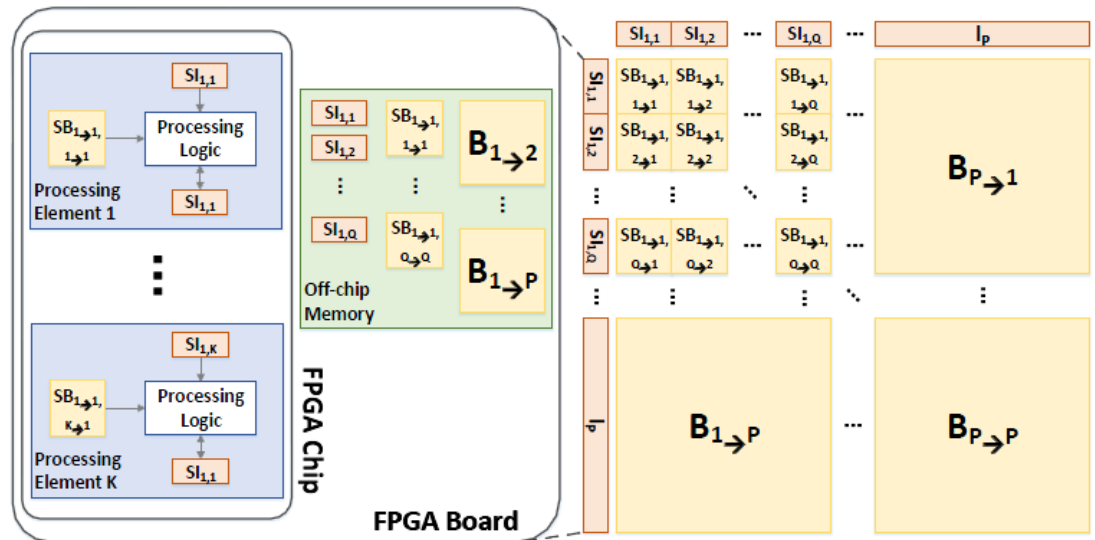 SI1,1
SB1→1,
1→1
Processing
Logic
SI1,1
Processing
Element 1
⋮
SI1,K
SB1→1,
K→1
Processing
Logic
SI1,1
Processing
Element K
FPGA Chip
SI1,1
SI1,2
⋮
SI1,Q
SB1→1,
1→1
⋮
SB1→1,
Q→Q
B1→2
⋮
B1→P
Off-chip
Memory
FPGA Board
SI1,1 SI1,2 ... SI1,Q ... IP
SI1,1
SB1→1, SB1→1, SB1→1,
1→1 1→2 ... 1→Q
SI1,2
SB1→1, SB1→1, SB1→1,
2→1 2→2 2→Q
BP→1
SI1,Q
SB1→1, SB1→1, ... SB1→1, ...
Q→1 Q→2 Q→Q
IP
B1→P ... BP→P